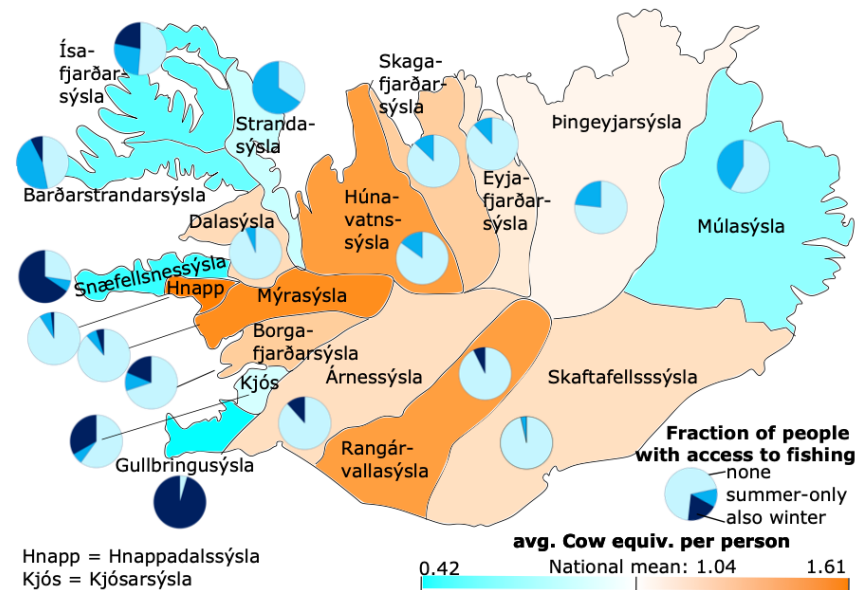 Ísa-
fjarðar-
sýsla
Skaga-
fjarðar-
sýsla
Stranda-
sýsla
Þingeyjarsýsla
Barðarstrandarsýsla
Húna-
vatns-
sýsla
Eyja-
fjarðar-
sýsla
Dalasýsla
Múlasýsla
Snæfellsnessýsla
Hnapp
Mýrasýsla
Borga-
fjarðarsýsla
Kjós
Árnessýsla
Skaftafellsssýsla
Rangár-
vallasýsla
Gullbringusýsla
Fraction of people
with access to fishing
none
summer-only
also winter
Hnapp = Hnappadalssýsla
Kjós = Kjósarsýsla
avg. Cow equiv. per person
0.42 National mean: 1.04 1.61